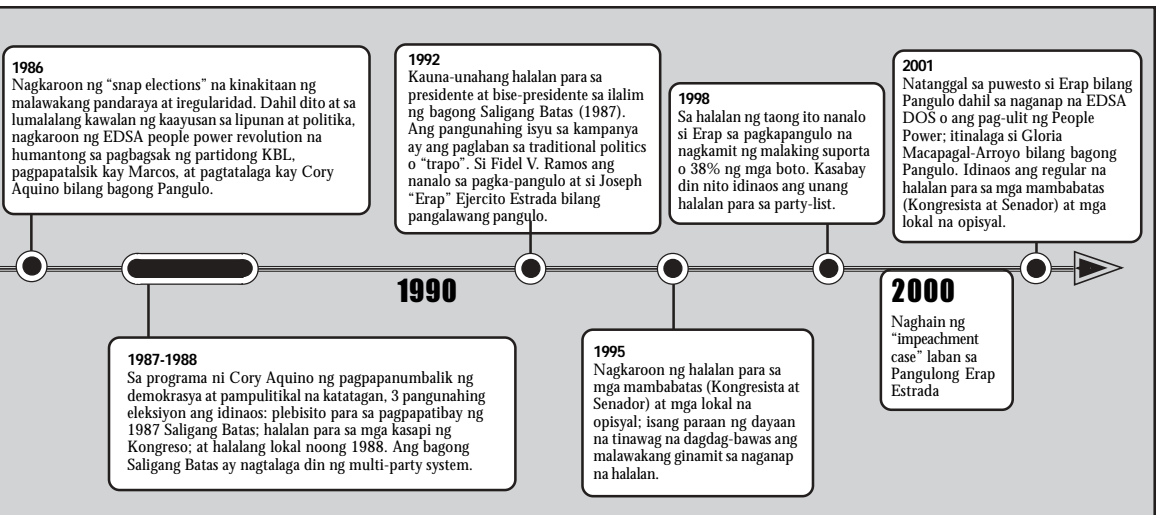 1986
Nagkaroon ng “snap elections” na kinakitaan ng
malawakang pandaraya at iregularidad. Dahil dito at sa
lumalalang kawalan ng kaayusan sa lipunan at politika,
nagkaroon ng EDSA people power revolution na
humantong sa pagbagsak ng partidong KBL,
pagpapatalsik kay Marcos, at pagtatalaga kay Cory
Aquino bilang bagong Pangulo.
1987-1988
Sa programa ni Cory Aquino ng pagpapanumbalik ng
demokrasya at pampulitikal na katatagan, 3 pangunahing
eleksiyon ang idinaos: plebisito para sa pagpapatibay ng
1987 Saligang Batas; halalan para sa mga kasapi ng
Kongreso; at halalang lokal noong 1988. Ang bagong
Saligang Batas ay nagtalaga din ng multi-party system.
1990
1992
Kauna-unahang halalan para sa
presidente at bise-presidente sa ilalim
ng bagong Saligang Batas (1987).
Ang pangunahing isyu sa kampanya
ay ang paglaban sa traditional politics
o “trapo”. Si Fidel V. Ramos ang
nanalo sa pagka-pangulo at si Joseph
“Erap” Ejercito Estrada bilang
pangalawang pangulo.
1995
Nagkaroon ng halalan para sa
mga mambabatas (Kongresista at
Senador) at mga lokal na
opisyal; isang paraan ng dayaan
na tinawag na dagdag-bawas ang
malawakang ginamit sa naganap
na halalan.
1998
Sa halalan ng taong ito nanalo
si Erap sa pagkapangulo na
nagkamit ng malaking suporta
o 38% ng mga boto. Kasabay
din nito idinaos ang unang
halalan para sa party-list.
2000
Naghain ng
“impeachment
case” laban sa
Pangulong Erap
Estrada
2001
Natanggal sa puwesto si Erap bilang
Pangulo dahil sa naganap na EDSA
DOS o ang pag-ulit ng People
Power; itinalaga si Gloria
Macapagal-Arroyo bilang bagong
Pangulo. Idinaos ang regular na
halalan para sa mga mambabatas
(Kongresista at Senador) at mga
lokal na opisyal.